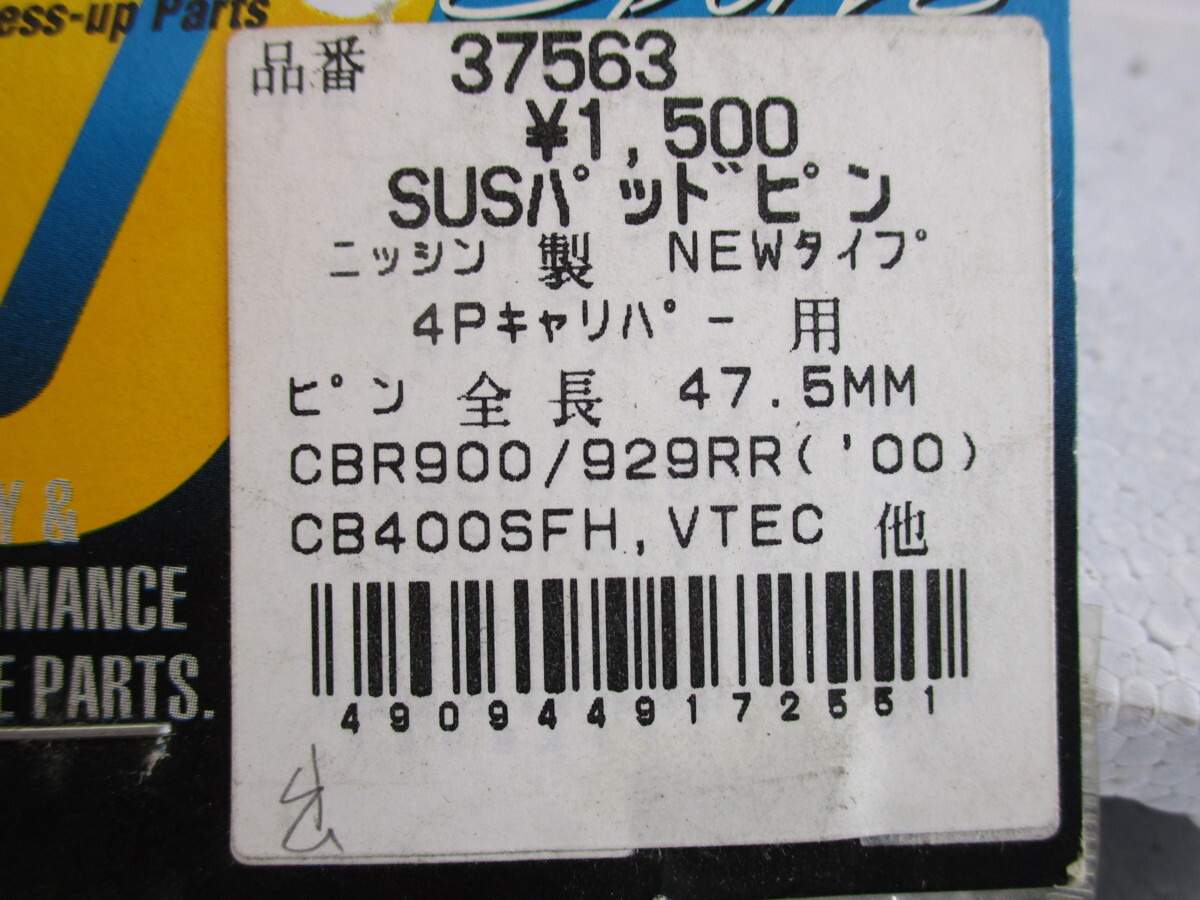 ess-up Parts
Sports
品番 37563
¥1,500
SUSパッドピン
ニッシン 製 NEWタイプ
4Pキャリパー 用
ピン 全長 47.5MM
CBR900/929RR('00)
CB400SFH,VTEC 他
Y &
RMANCE
E PARTS.
4909449172551